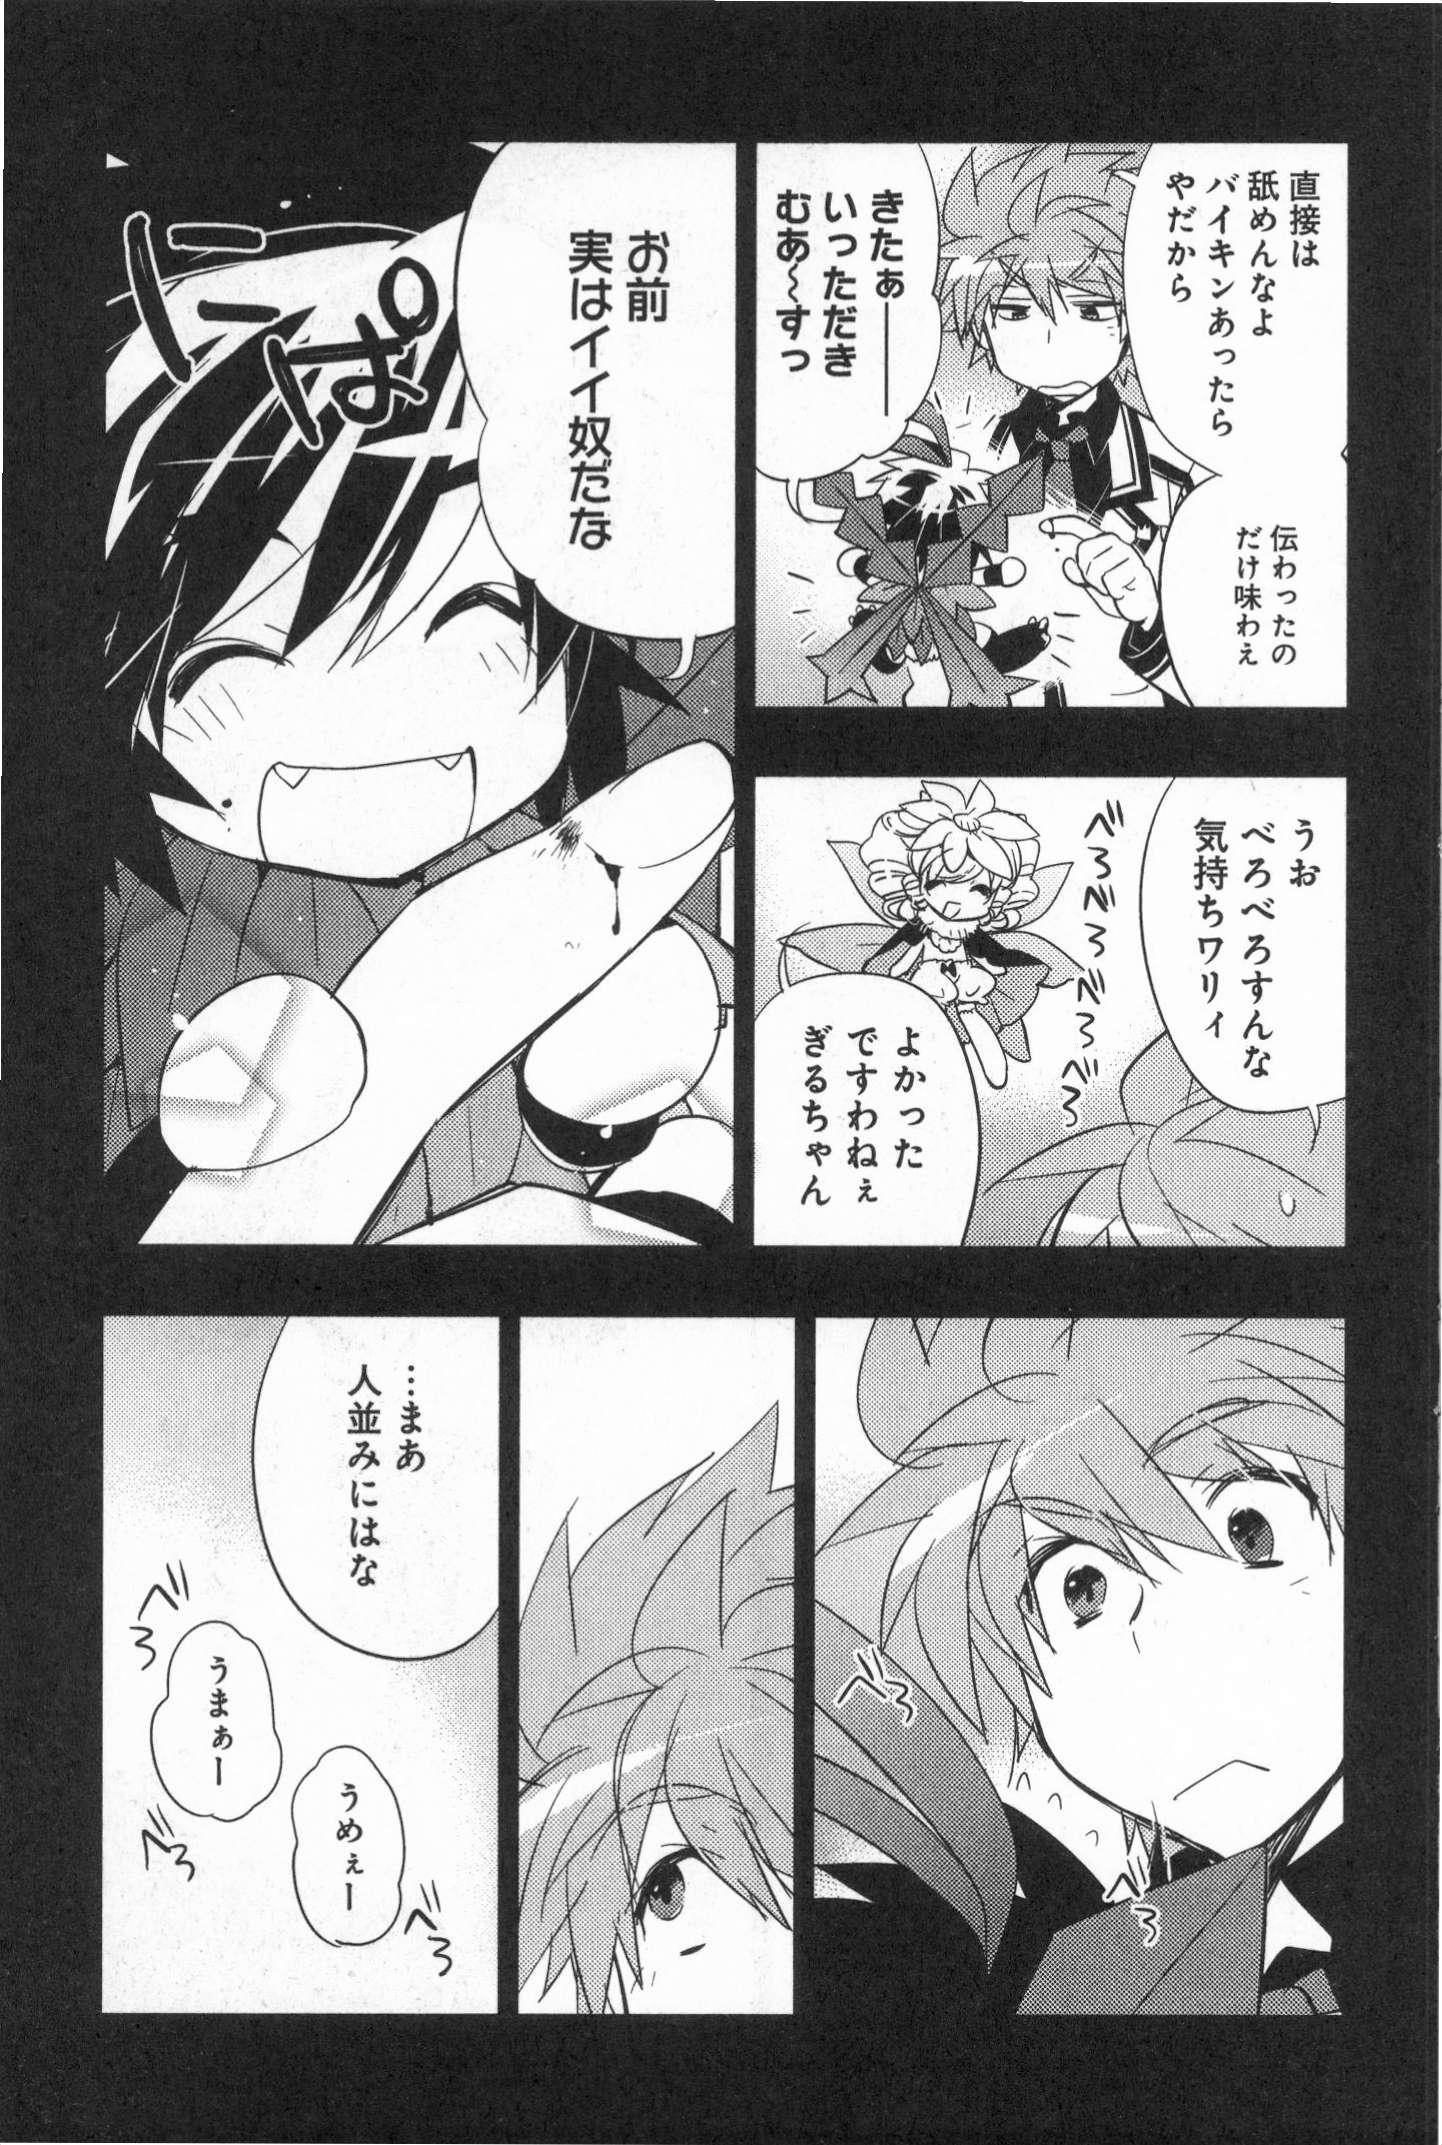 直接は
舐めんなよ
バイキンあったら
やだから
伝わったの
だけ味わぇ
きたぁ――
いっただき
むあ〜すっ
うお
べろべろすんな
気持ちワリィ
べろ
べろ
べろ
べろ
よかった
ですわねぇ
ぎるちゃん
お前
実はイイ奴だな
にーぱー
べろ
べろ
…まあ
人並みにはな
べろ
うまぁー
べろ
うめぇー
べろ